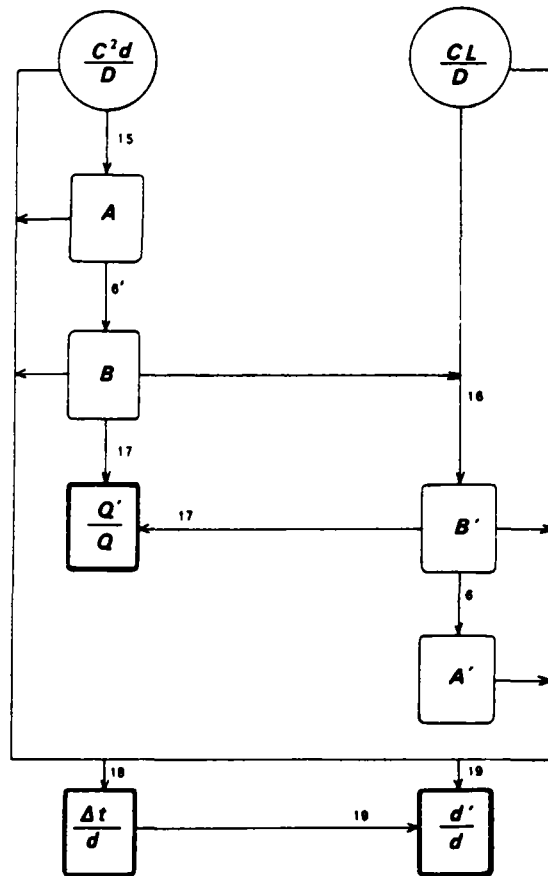 C²d / D
CL / D
15
A
6'
B
16
17
Q' / Q
17
B'
6
A'
18
19
Δt / d
19
d' / d